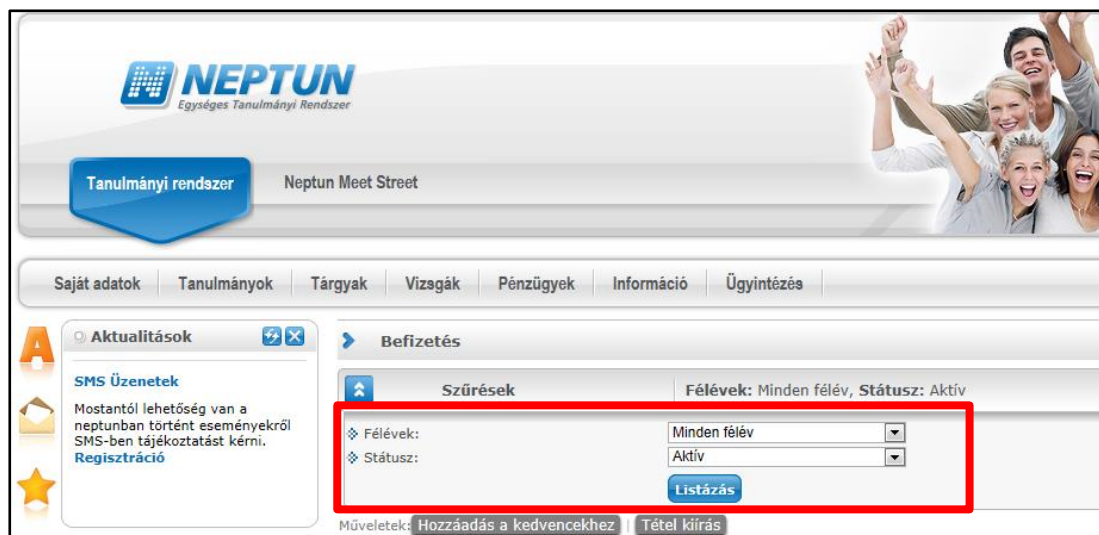 NEPTUN
Egységes Tanulmányi Rendszer
Tanulmányi rendszer Neptun Meet Street
Saját adatok Tanulmányok Tárgyak Vizsgák Pénzügyek Információ Ügyintézés
Aktualitások
SMS Üzenetek
Mostantól lehetőség van a
neptunban történt eseményekről
SMS-ben tájékoztatást kérni.
Regisztráció
Befizetés
Szűrések Félévek: Minden félév, Státusz: Aktív
Félévek: Minden félév
Státusz: Aktív
Listázás
Műveletek: Hozzáadás a kedvencekhez | Tétel kiírás